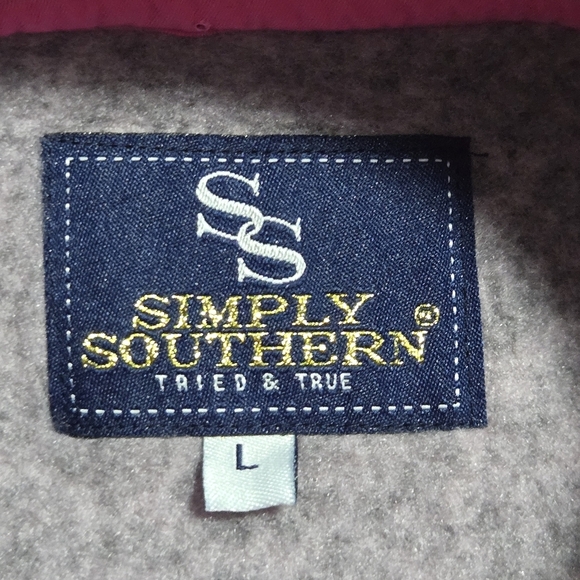 SS
SIMPLY
SOUTHERN
TRIED & TRUE
L